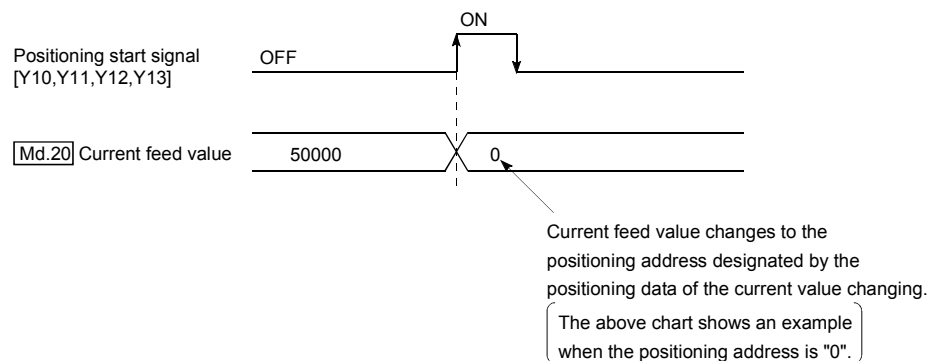 ON
Positioning start signal
[Y10,Y11,Y12,Y13]
OFF
Md.20 Current feed value
50000
0
Current feed value changes to the
positioning address designated by the
positioning data of the current value changing.
The above chart shows an example
when the positioning address is "0".